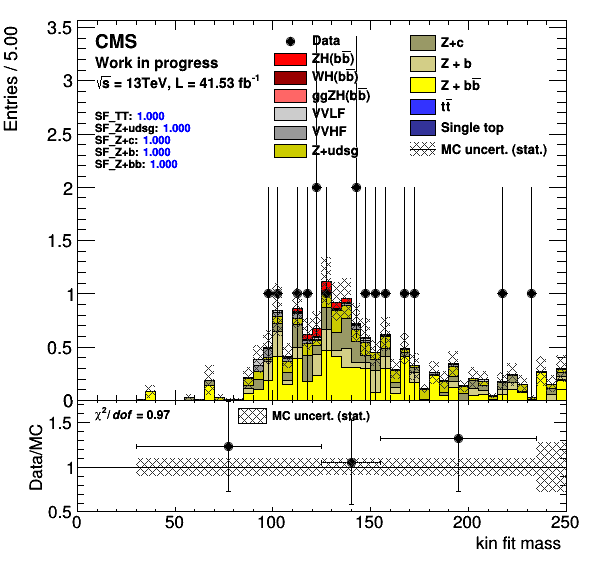 Entries / 5.00
3.5
3
2.5
2
1.5
1
0.5
0
CMS
Work in progress
√s = 13TeV, L = 41.53 fb⁻¹
SF_TT: 1.000
SF_Z+udsg: 1.000
SF_Z+c: 1.000
SF_Z+b: 1.000
SF_Z+bb: 1.000
Data
ZH(bb̅)
WH(bb̅)
ggZH(bb̅)
VVLF
VVHF
Z+udsg
Z+c
Z + b
Z + bb̅
tt̅
Single top
MC uncert. (stat.)
Data/MC
1.5
1
0.5
χ²/dof = 0.97
MC uncert. (stat.)
0 50 100 150 200 250
kin fit mass